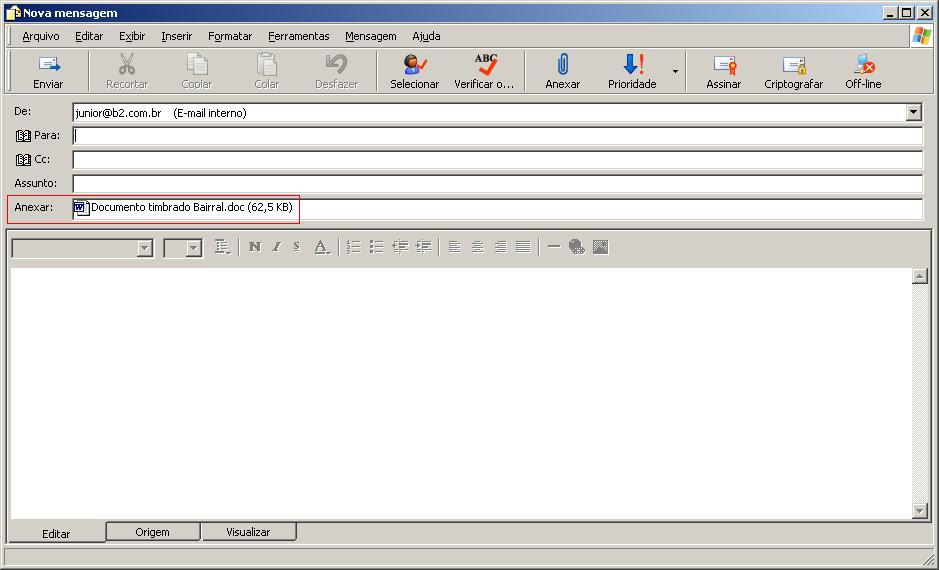 Nova mensagem
Arquivo Editar Exibir Inserir Formatar Ferramentas Mensagem Ajuda
ABC
Enviar Recortar Copiar Colar Desfazer Selecionar Verificar o... Anexar Prioridade Assinar Criptografar Off-line
De: junior@b2.com.br (E-mail interno)
Para:
Cc:
Assunto:
Anexar: Documento timbrado Bairral.doc (62,5 KB)
N I S A
Editar Origem Visualizar